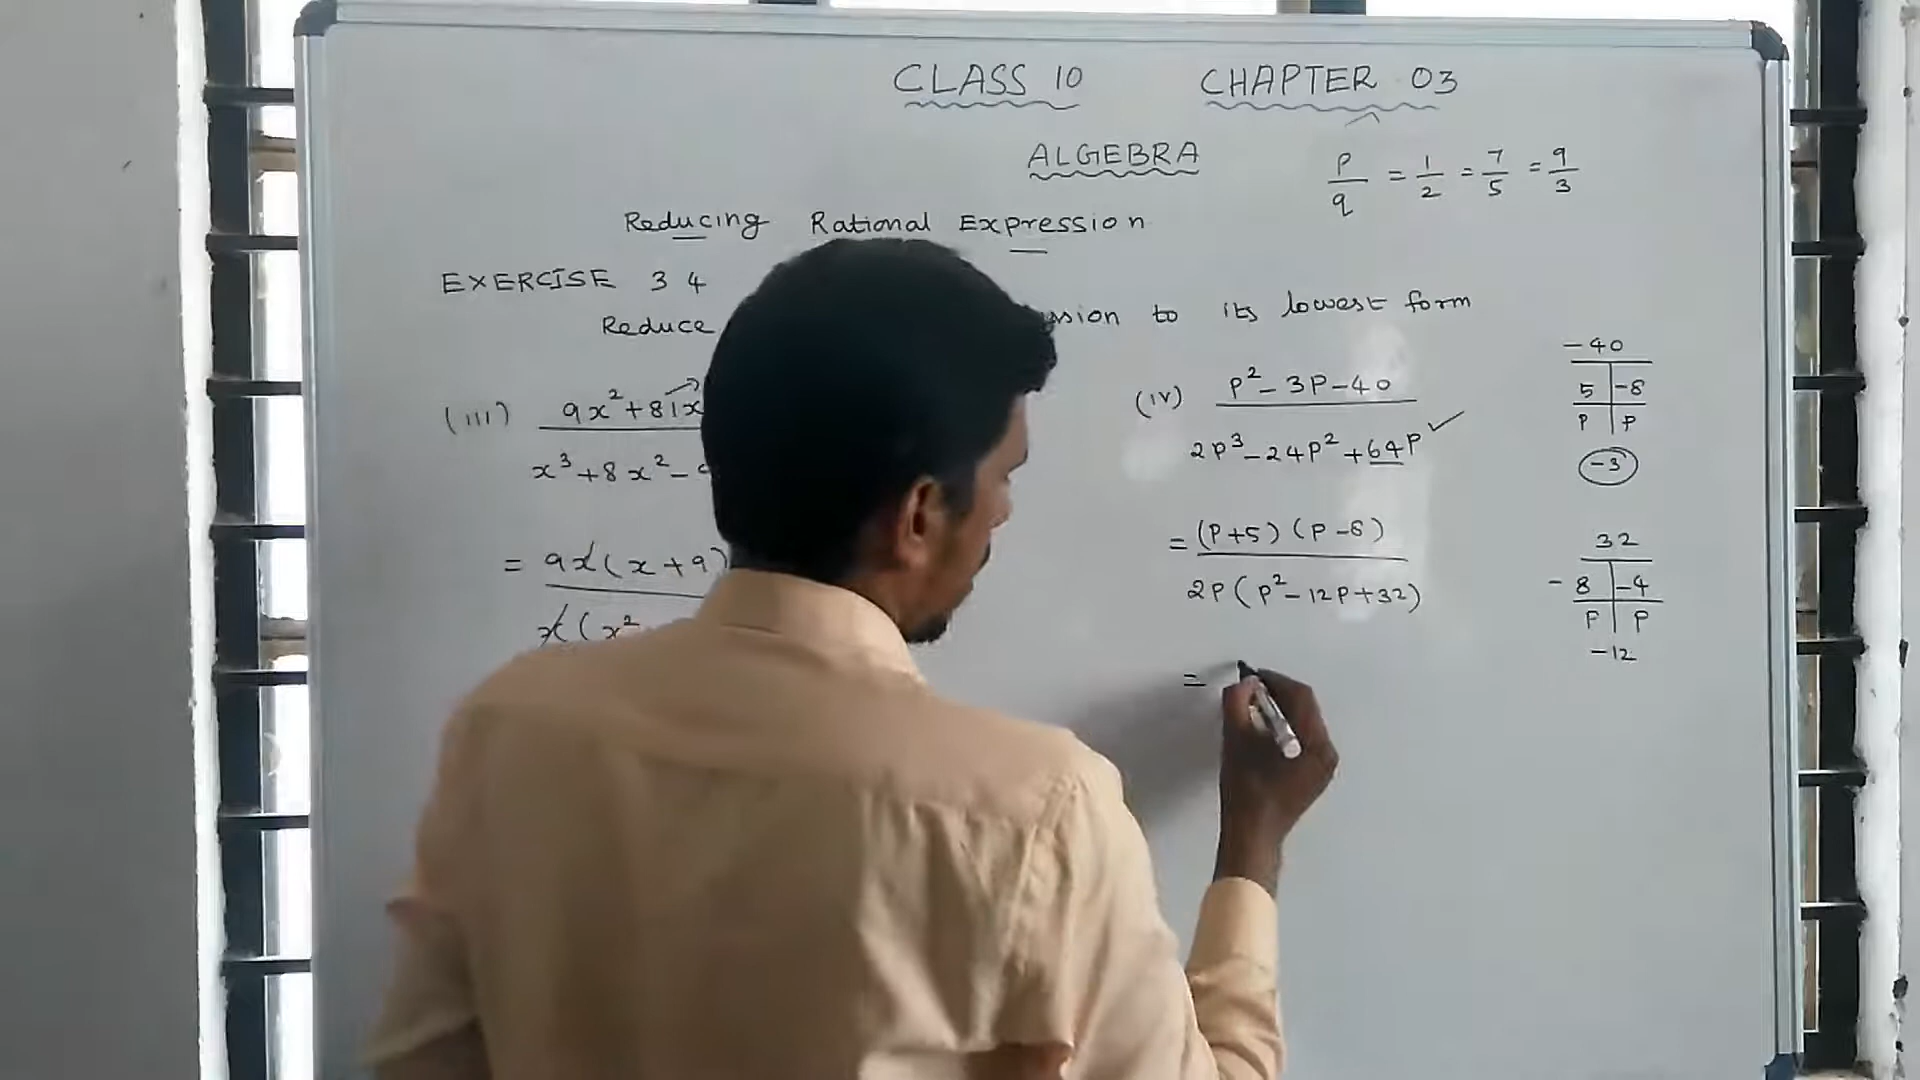 CLASS 10 CHAPTER 03
ALGEBRA
p/q = 1/2 = 7/5 = 9/3
Reducing Rational Expression
EXERCISE 3 4
Reduce ssion to its lowest form
(iii) 9x²+81x / x³+8x²-
= 9x(x+9) / x(x²
(iv) P²-3P-40 / 2P³-24P²+64P ✓
= (P+5)(P-8) / 2P(P²-12P+32)
=
-40
5 | -8
P | P
-3
32
-8 | -4
P | P
-12